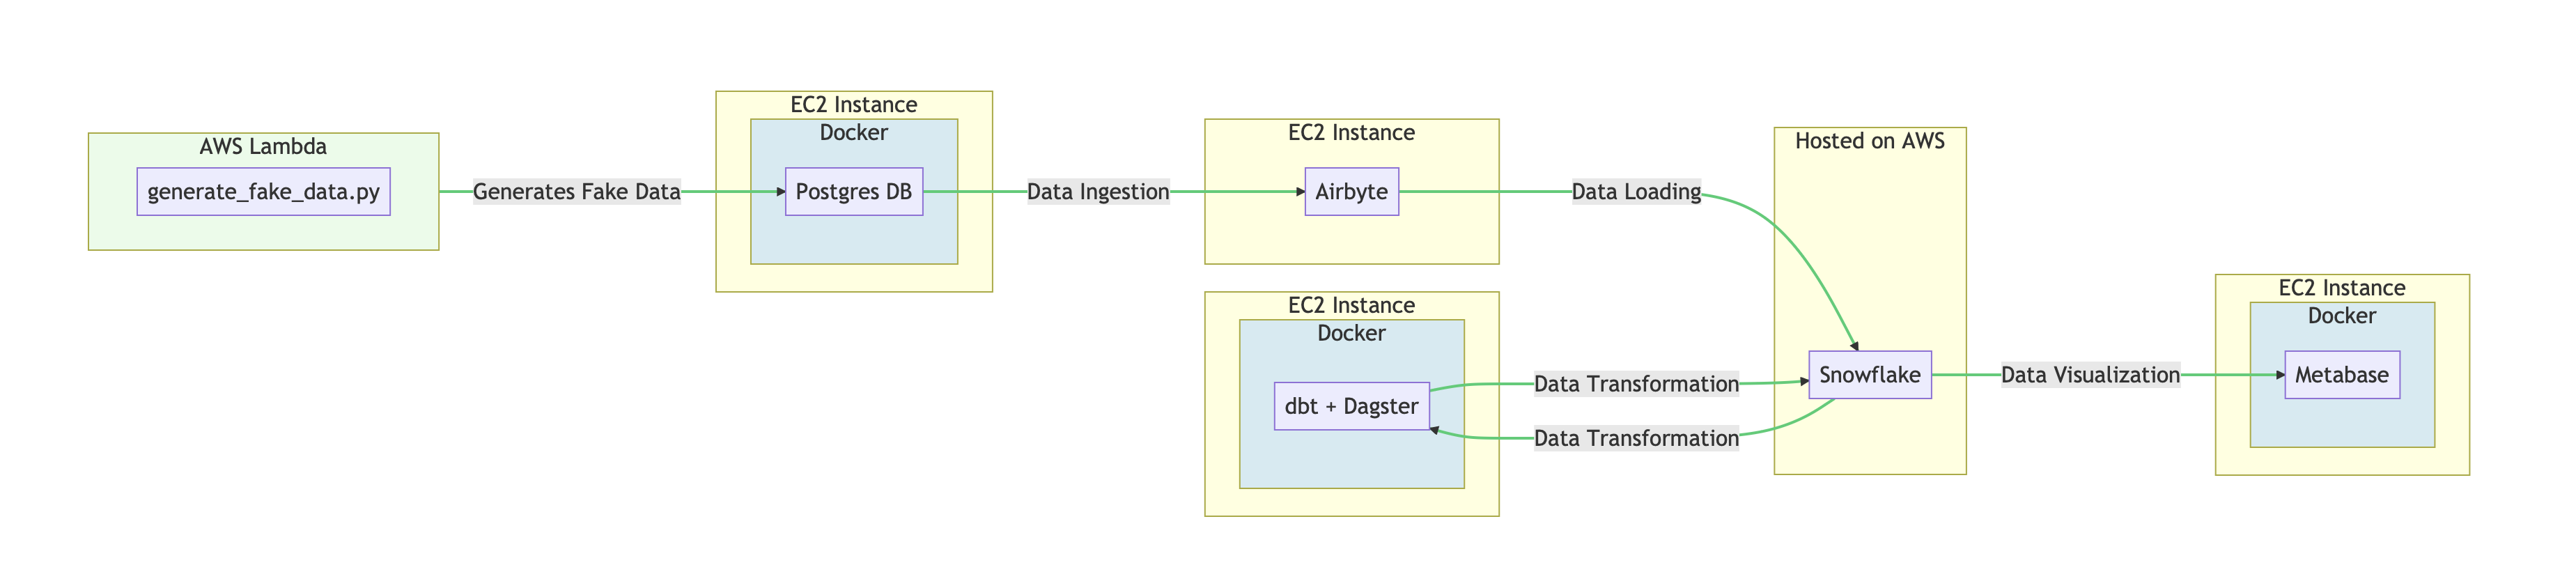 AWS Lambda
generate_fake_data.py
Generates Fake Data
EC2 Instance
Docker
Postgres DB
Data Ingestion
EC2 Instance
Airbyte
Data Loading
EC2 Instance
Docker
dbt + Dagster
Data Transformation
Data Transformation
Hosted on AWS
Snowflake
Data Visualization
EC2 Instance
Docker
Metabase